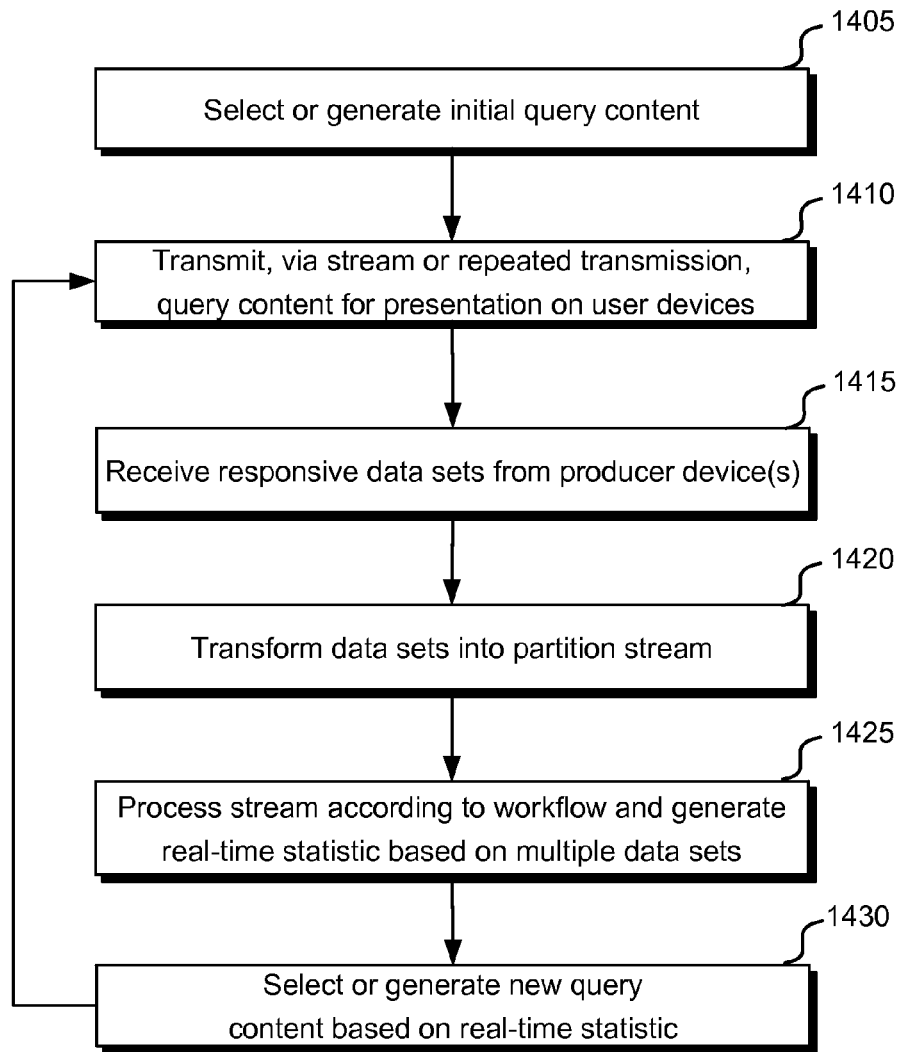 1405
Select or generate initial query content
1410
Transmit, via stream or repeated transmission,
query content for presentation on user devices
1415
Receive responsive data sets from producer device(s)
1420
Transform data sets into partition stream
1425
Process stream according to workflow and generate
real-time statistic based on multiple data sets
1430
Select or generate new query
content based on real-time statistic